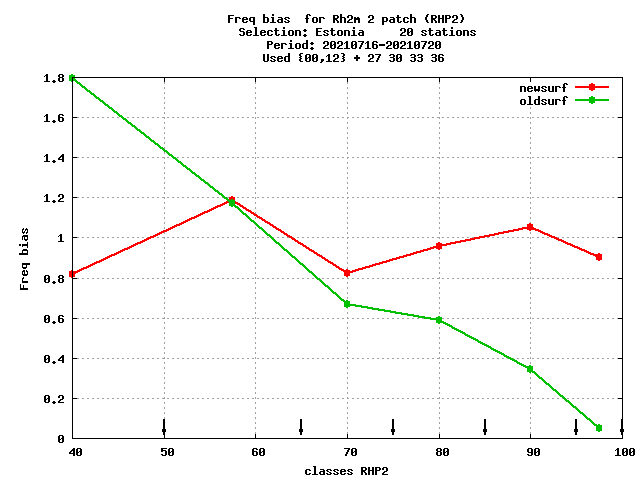 Freq bias  for Rh2m 2 patch (RHP2)
Selection: Estonia     20 stations
Period: 20210716-20210720
Used {00,12} + 27 30 33 36
newsurf
oldsurf
1.8
1.6
1.4
1.2
1
0.8
0.6
0.4
0.2
0
Freq bias
40 50 60 70 80 90 100
classes RHP2